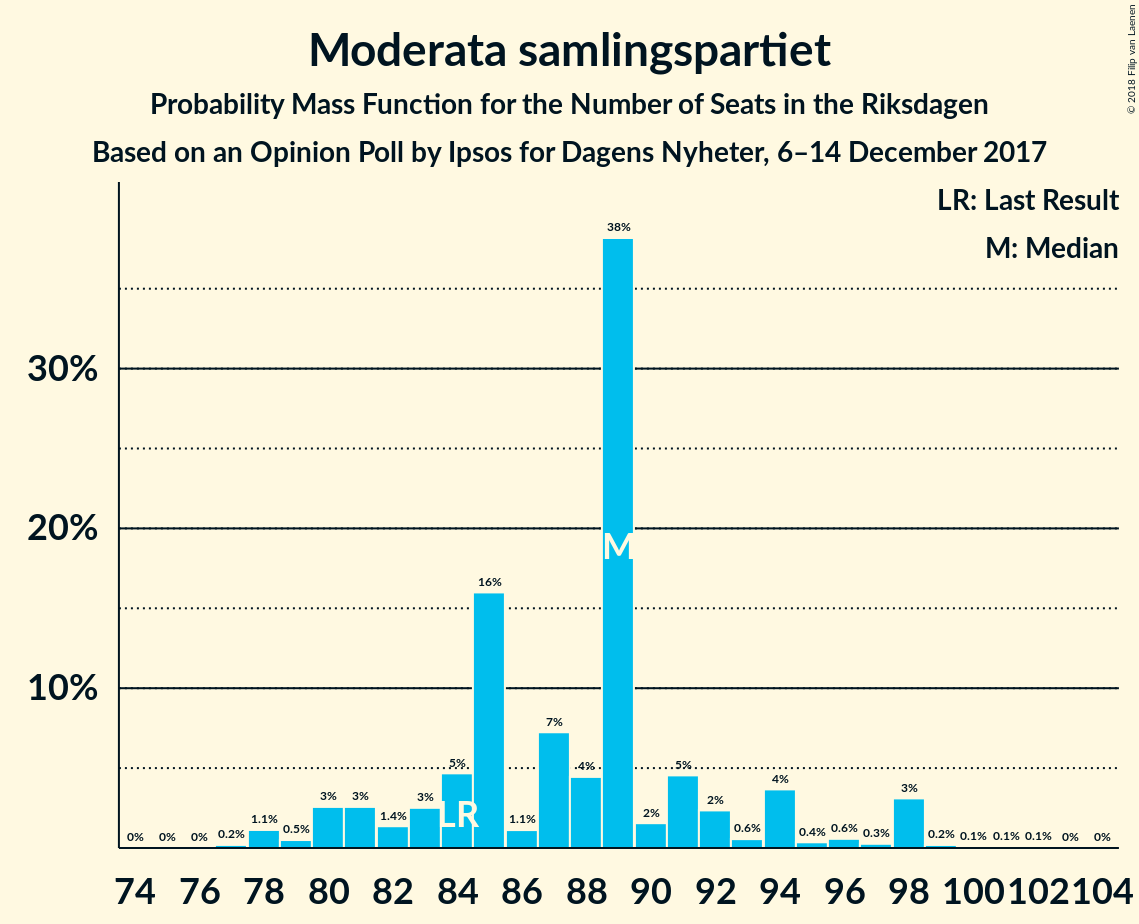 Moderata samlingspartiet
Probability Mass Function for the Number of Seats in the Riksdagen
Based on an Opinion Poll by Ipsos for Dagens Nyheter, 6–14 December 2017
© 2018 Filip van Laenen
LR: Last Result
M: Median
30%
20%
10%
0% 0% 0% 0.2% 1.1% 0.5% 3% 3% 1.4% 3% 5% 16% 1.1% 7% 4% 38% 2% 5% 2% 0.6% 4% 0.4% 0.6% 0.3% 3% 0.2% 0.1% 0.1% 0.1% 0% 0%
LR
M
74 76 78 80 82 84 86 88 90 92 94 96 98 100 102 104